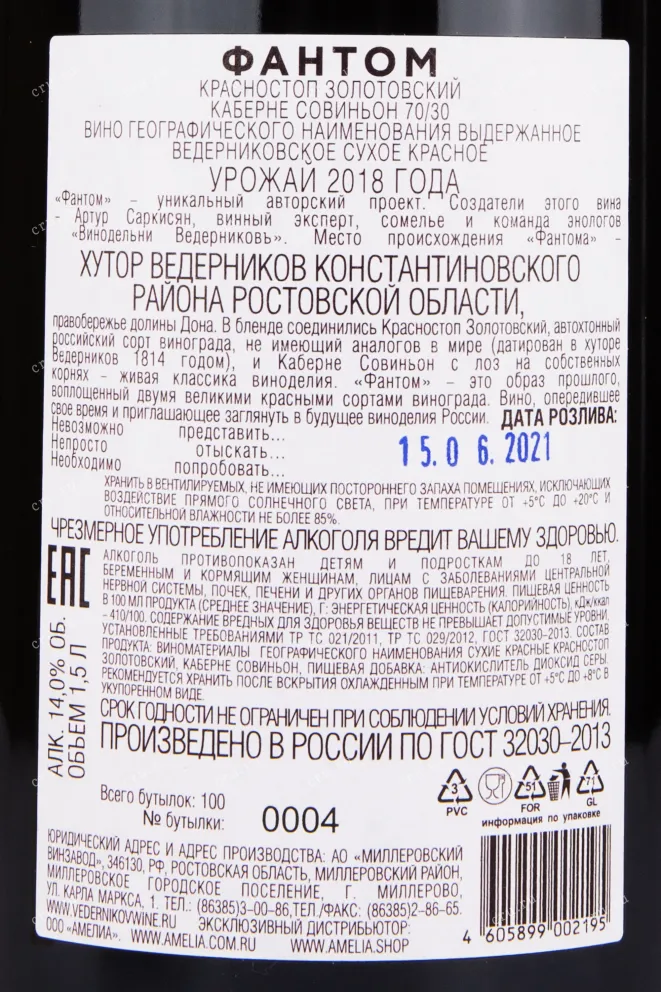 ФАНТОМ
КРАСНОСТОП ЗОЛОТОВСКИЙ
КАБЕРНЕ СОВИНЬОН 70/30
ВИНО ГЕОГРАФИЧЕСКОГО НАИМЕНОВАНИЯ ВЫДЕРЖАННОЕ
ВЕДЕРНИКОВСКОЕ СУХОЕ КРАСНОЕ
УРОЖАЙ 2018 ГОДА
«Фантом» – уникальный авторский проект. Создатели этого вина
- Артур Саркисян, винный эксперт, сомелье и команда энологов
«Винодельни Ведерниковъ». Место происхождения «Фантома» –
ХУТОР ВЕДЕРНИКОВ КОНСТАНТИНОВСКОГО
РАЙОНА РОСТОВСКОЙ ОБЛАСТИ,
правобережье долины Дона. В бленде соединились Красностоп Золотовский, автохтонный
российский сорт винограда, не имеющий аналогов в мире (датирован в хуторе
Ведерников 1814 годом), и Каберне Совиньон с лоз на собственных
корнях - живая классика виноделия. «Фантом» – это образ прошлого,
воплощенный двумя великими красными сортами винограда. Вино, опередившее
свое время и приглашающее заглянуть в будущее виноделия России. ДАТА РОЗЛИВА:
Невозможно представить...
Непросто отыскать...
Необходимо попробовать...
15.0 6. 2021
ХРАНИТЬ В ВЕНТИЛИРУЕМЫХ, НЕ ИМЕЮЩИХ ПОСТОРОННЕГО ЗАПАХА ПОМЕЩЕНИЯХ, ИСКЛЮЧАЮЩИХ
ВОЗДЕЙСТВИЕ ПРЯМОГО СОЛНЕЧНОГО СВЕТА, ПРИ ТЕМПЕРАТУРЕ ОТ +5°С ДО +20°С И
ОТНОСИТЕЛЬНОЙ ВЛАЖНОСТИ НЕ БОЛЕЕ 85%.
ЧРЕЗМЕРНОЕ УПОТРЕБЛЕНИЕ АЛКОГОЛЯ ВРЕДИТ ВАШЕМУ ЗДОРОВЬЮ.
EAC
АЛКОГОЛЬ ПРОТИВОПОКАЗАН ДЕТЯМ И ПОДРОСТКАМ ДО 18 ЛЕТ,
БЕРЕМЕННЫМ И КОРМЯЩИМ ЖЕНЩИНАМ, ЛИЦАМ С ЗАБОЛЕВАНИЯМИ ЦЕНТРАЛЬНОЙ
НЕРВНОЙ СИСТЕМЫ, ПОЧЕК, ПЕЧЕНИ И ДРУГИХ ОРГАНОВ ПИЩЕВАРЕНИЯ. ПИЩЕВАЯ ЦЕННОСТЬ
В 100 МЛ ПРОДУКТА (СРЕДНЕЕ ЗНАЧЕНИЕ), Г: ЭНЕРГЕТИЧЕСКАЯ ЦЕННОСТЬ (КАЛОРИЙНОСТЬ), кДж/ккал
– 410/100. СОДЕРЖАНИЕ ВРЕДНЫХ ДЛЯ ЗДОРОВЬЯ ВЕЩЕСТВ НЕ ПРЕВЫШАЕТ ДОПУСТИМЫЕ УРОВНИ,
УСТАНОВЛЕННЫЕ ТРЕБОВАНИЯМИ ТР ТС 021/2011, ТР ТС 029/2012, ГОСТ 32030-2013. СОСТАВ
ПРОДУКТА: ВИНОМАТЕРИАЛЫ ГЕОГРАФИЧЕСКОГО НАИМЕНОВАНИЯ СУХИЕ КРАСНЫЕ КРАСНОСТОП
ЗОЛОТОВСКИЙ, КАБЕРНЕ СОВИНЬОН, ПИЩЕВАЯ ДОБАВКА: АНТИОКИСЛИТЕЛЬ ДИОКСИД СЕРЫ.
РЕКОМЕНДУЕТСЯ ХРАНИТЬ ПОСЛЕ ВСКРЫТИЯ ОХЛАЖДЕННЫМ ПРИ ТЕМПЕРАТУРЕ ОТ +5°С ДО +8°С В
УКУПОРЕННОМ ВИДЕ.
АЛК. 14,0% ОБ.
ОБЪЕМ 1,5 Л
СРОК ГОДНОСТИ НЕ ОГРАНИЧЕН ПРИ СОБЛЮДЕНИИ УСЛОВИЙ ХРАНЕНИЯ.
ПРОИЗВЕДЕНО В РОССИИ ПО ГОСТ 32030–2013
Всего бутылок: 100
№ бутылки: 0004
3 51 71
PVC FOR GL
информация по упаковке
ЮРИДИЧЕСКИЙ АДРЕС И АДРЕС ПРОИЗВОДСТВА: АО «МИЛЛЕРОВСКИЙ
ВИНЗАВОД», 346130, РФ, РОСТОВСКАЯ ОБЛАСТЬ, МИЛЛЕРОВСКИЙ РАЙОН,
МИЛЛЕРОВСКОЕ ГОРОДСКОЕ ПОСЕЛЕНИЕ, Г. МИЛЛЕРОВО,
УЛ. КАРЛА МАРКСА, 1. ТЕЛ.: (86385)3–00–86,ТЕЛ./ФАКС: (86385)2–86–65.
WWW.VEDERNIKOVWINE.RU ЭКСКЛЮЗИВНЫЙ ДИСТРИБЬЮТОР:
ООО «АМЕЛИА». WWW.AMELIA.COM.RU WWW.AMELIA.SHOP
4 605899 002195